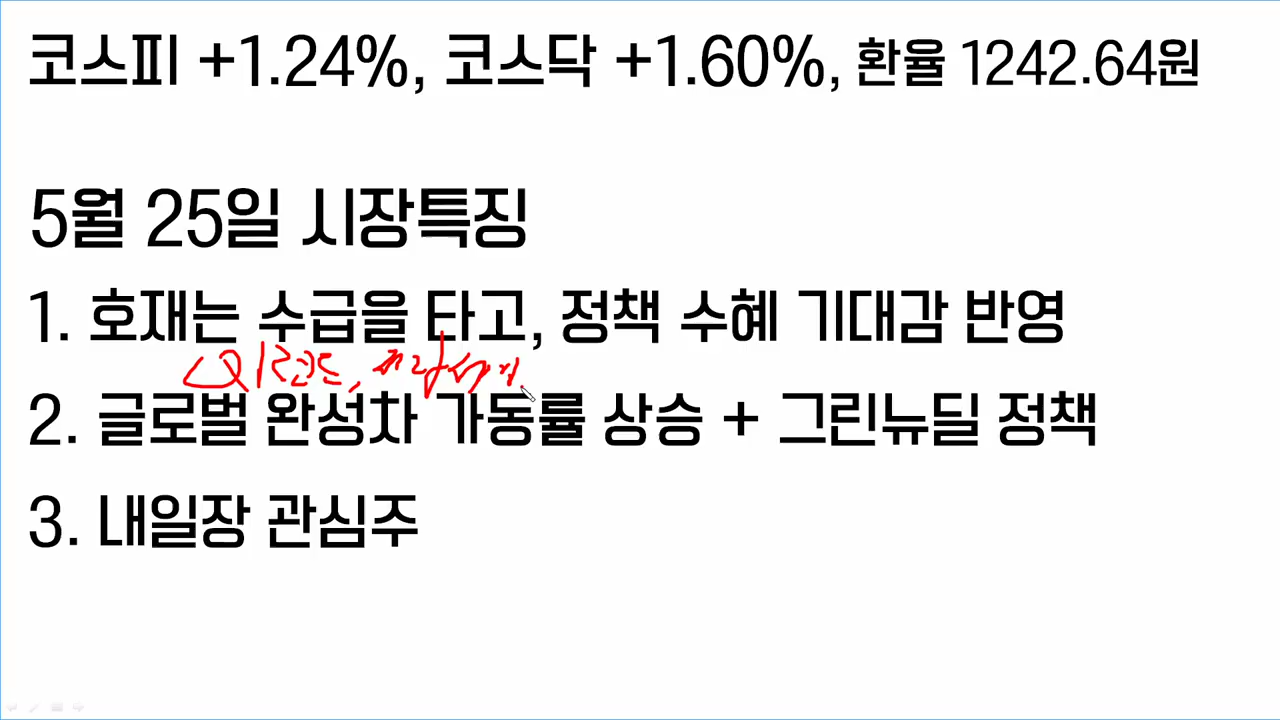 코스피 +1.24%, 코스닥 +1.60%, 환율 1242.64원
5월 25일 시장특징
1. 호재는 수급을 타고, 정책 수혜 기대감 반영
2. 글로벌 완성차 가동률 상승 + 그린뉴딜 정책
3. 내일장 관심주